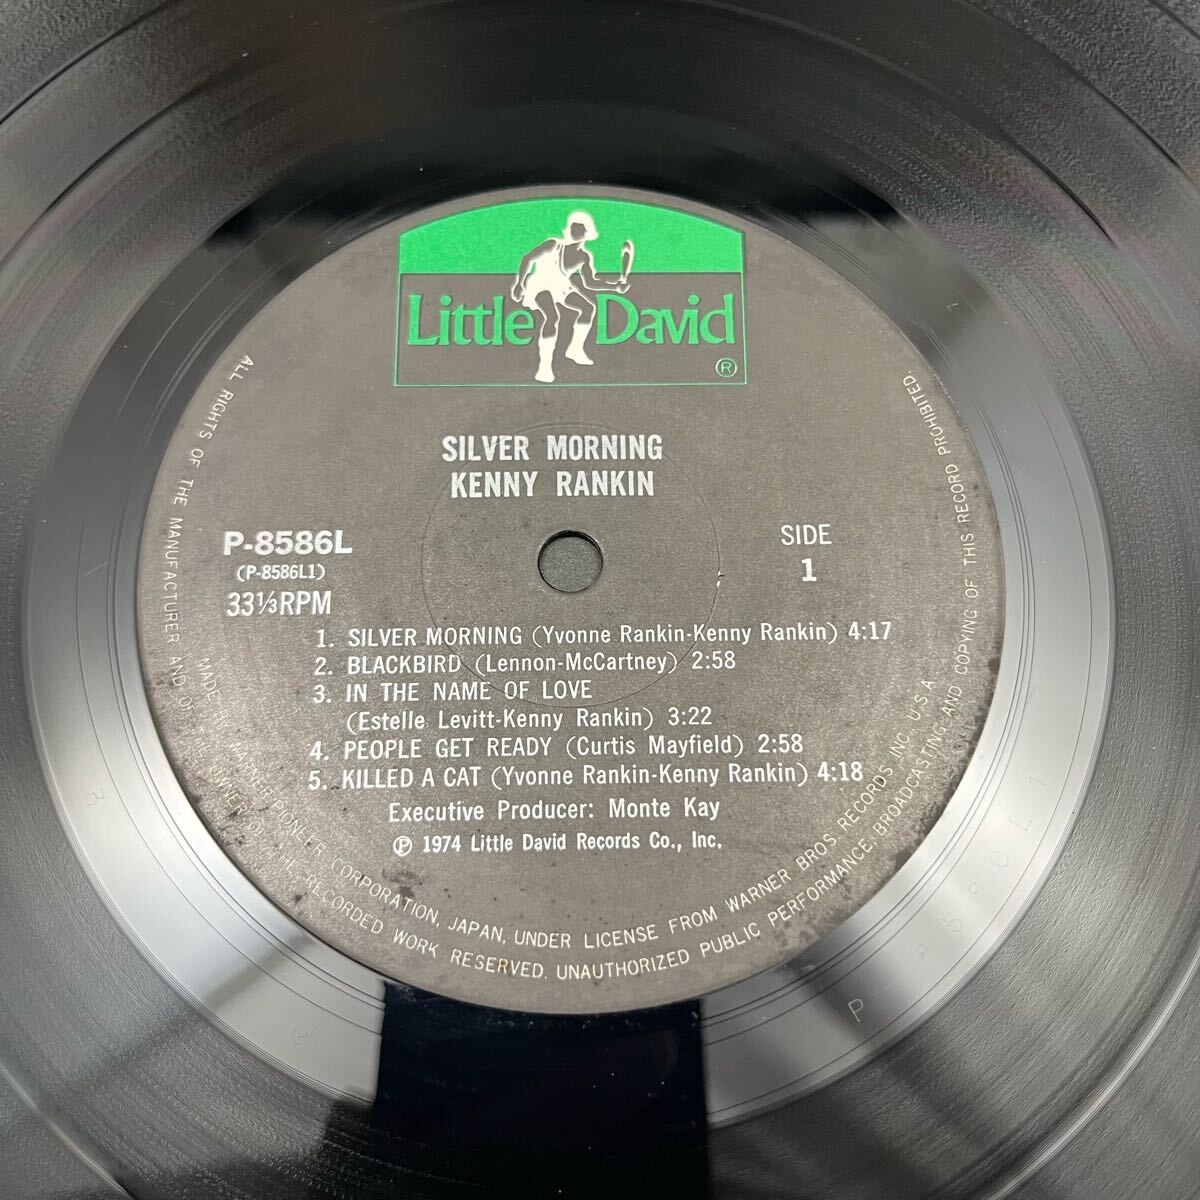 Little David
®
SILVER MORNING
KENNY RANKIN
P-8586L
(P-8586L1)
33⅓RPM
SIDE
1
1. SILVER MORNING (Yvonne Rankin-Kenny Rankin) 4:17
2. BLACKBIRD (Lennon-McCartney) 2:58
3. IN THE NAME OF LOVE
(Estelle Levitt-Kenny Rankin) 3:22
4. PEOPLE GET READY (Curtis Mayfield) 2:58
5. KILLED A CAT (Yvonne Rankin-Kenny Rankin) 4:18
Executive Producer: Monte Kay
Ⓟ 1974 Little David Records Co., Inc.
MADE BY WARNER-PIONEER CORPORATION, JAPAN, UNDER LICENSE FROM WARNER BROS. RECORDS INC., U.S.A.
ALL RIGHTS OF THE MANUFACTURER AND OF THE OWNER OF THE RECORDED WORK RESERVED. UNAUTHORIZED PUBLIC PERFORMANCE, BROADCASTING AND COPYING OF THIS RECORD PROHIBITED.